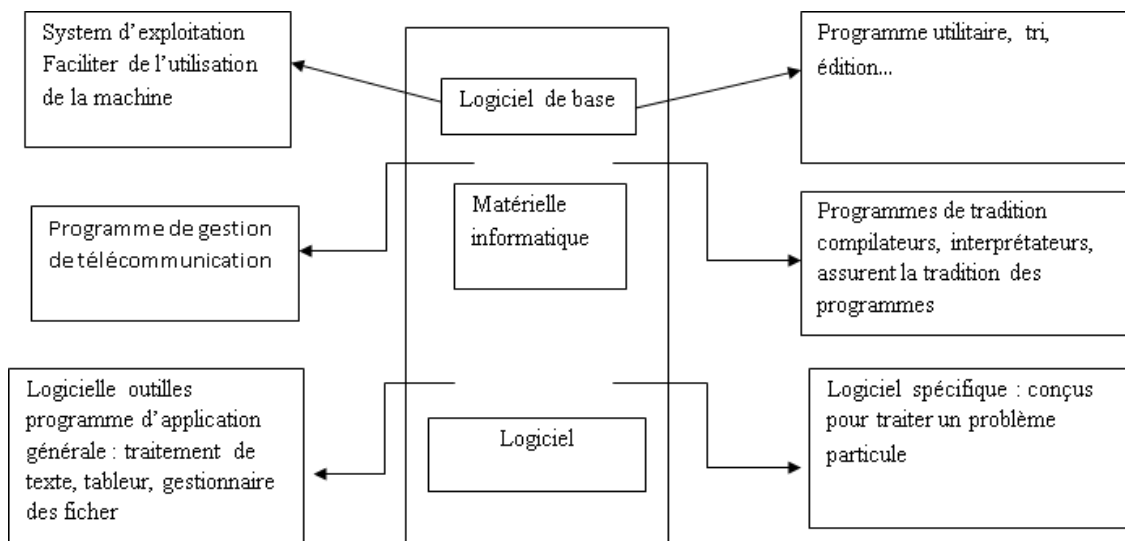 System d’exploitation
Faciliter de l’utilisation
de la machine
Logiciel de base
Programme utilitaire, tri,
édition...
Programme de gestion
de télécommunication
Matérielle
informatique
Programmes de tradition
compilateurs, interprétateurs,
assurent la tradition des
programmes
Logicielle outilles
programme d’application
générale : traitement de
texte, tableur, gestionnaire
des ficher
Logiciel
Logiciel spécifique : conçus
pour traiter un problème
particule